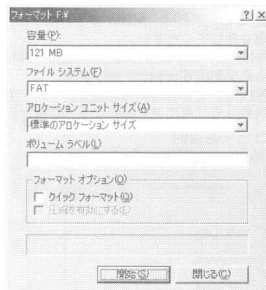 フォーマット F:¥
容量(P):
121 MB
ファイル システム(F)
FAT
アロケーション ユニット サイズ(A)
標準のアロケーション サイズ
ボリューム ラベル(L)
フォーマット オプション(O)
クイック フォーマット(Q)
圧縮を有効にする(E)
開始(S)
閉じる(C)